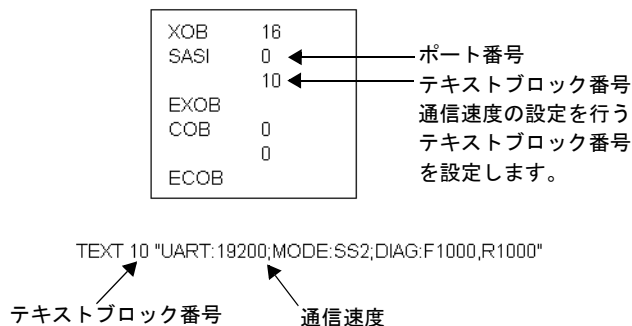 XOB 16
SASI 0
10
EXOB
COB 0
0
ECOB
ポート番号
テキストブロック番号
通信速度の設定を行う
テキストブロック番号
を設定します。
TEXT 10 "UART:19200;MODE:SS2;DIAG:F1000,R1000"
テキストブロック番号
通信速度